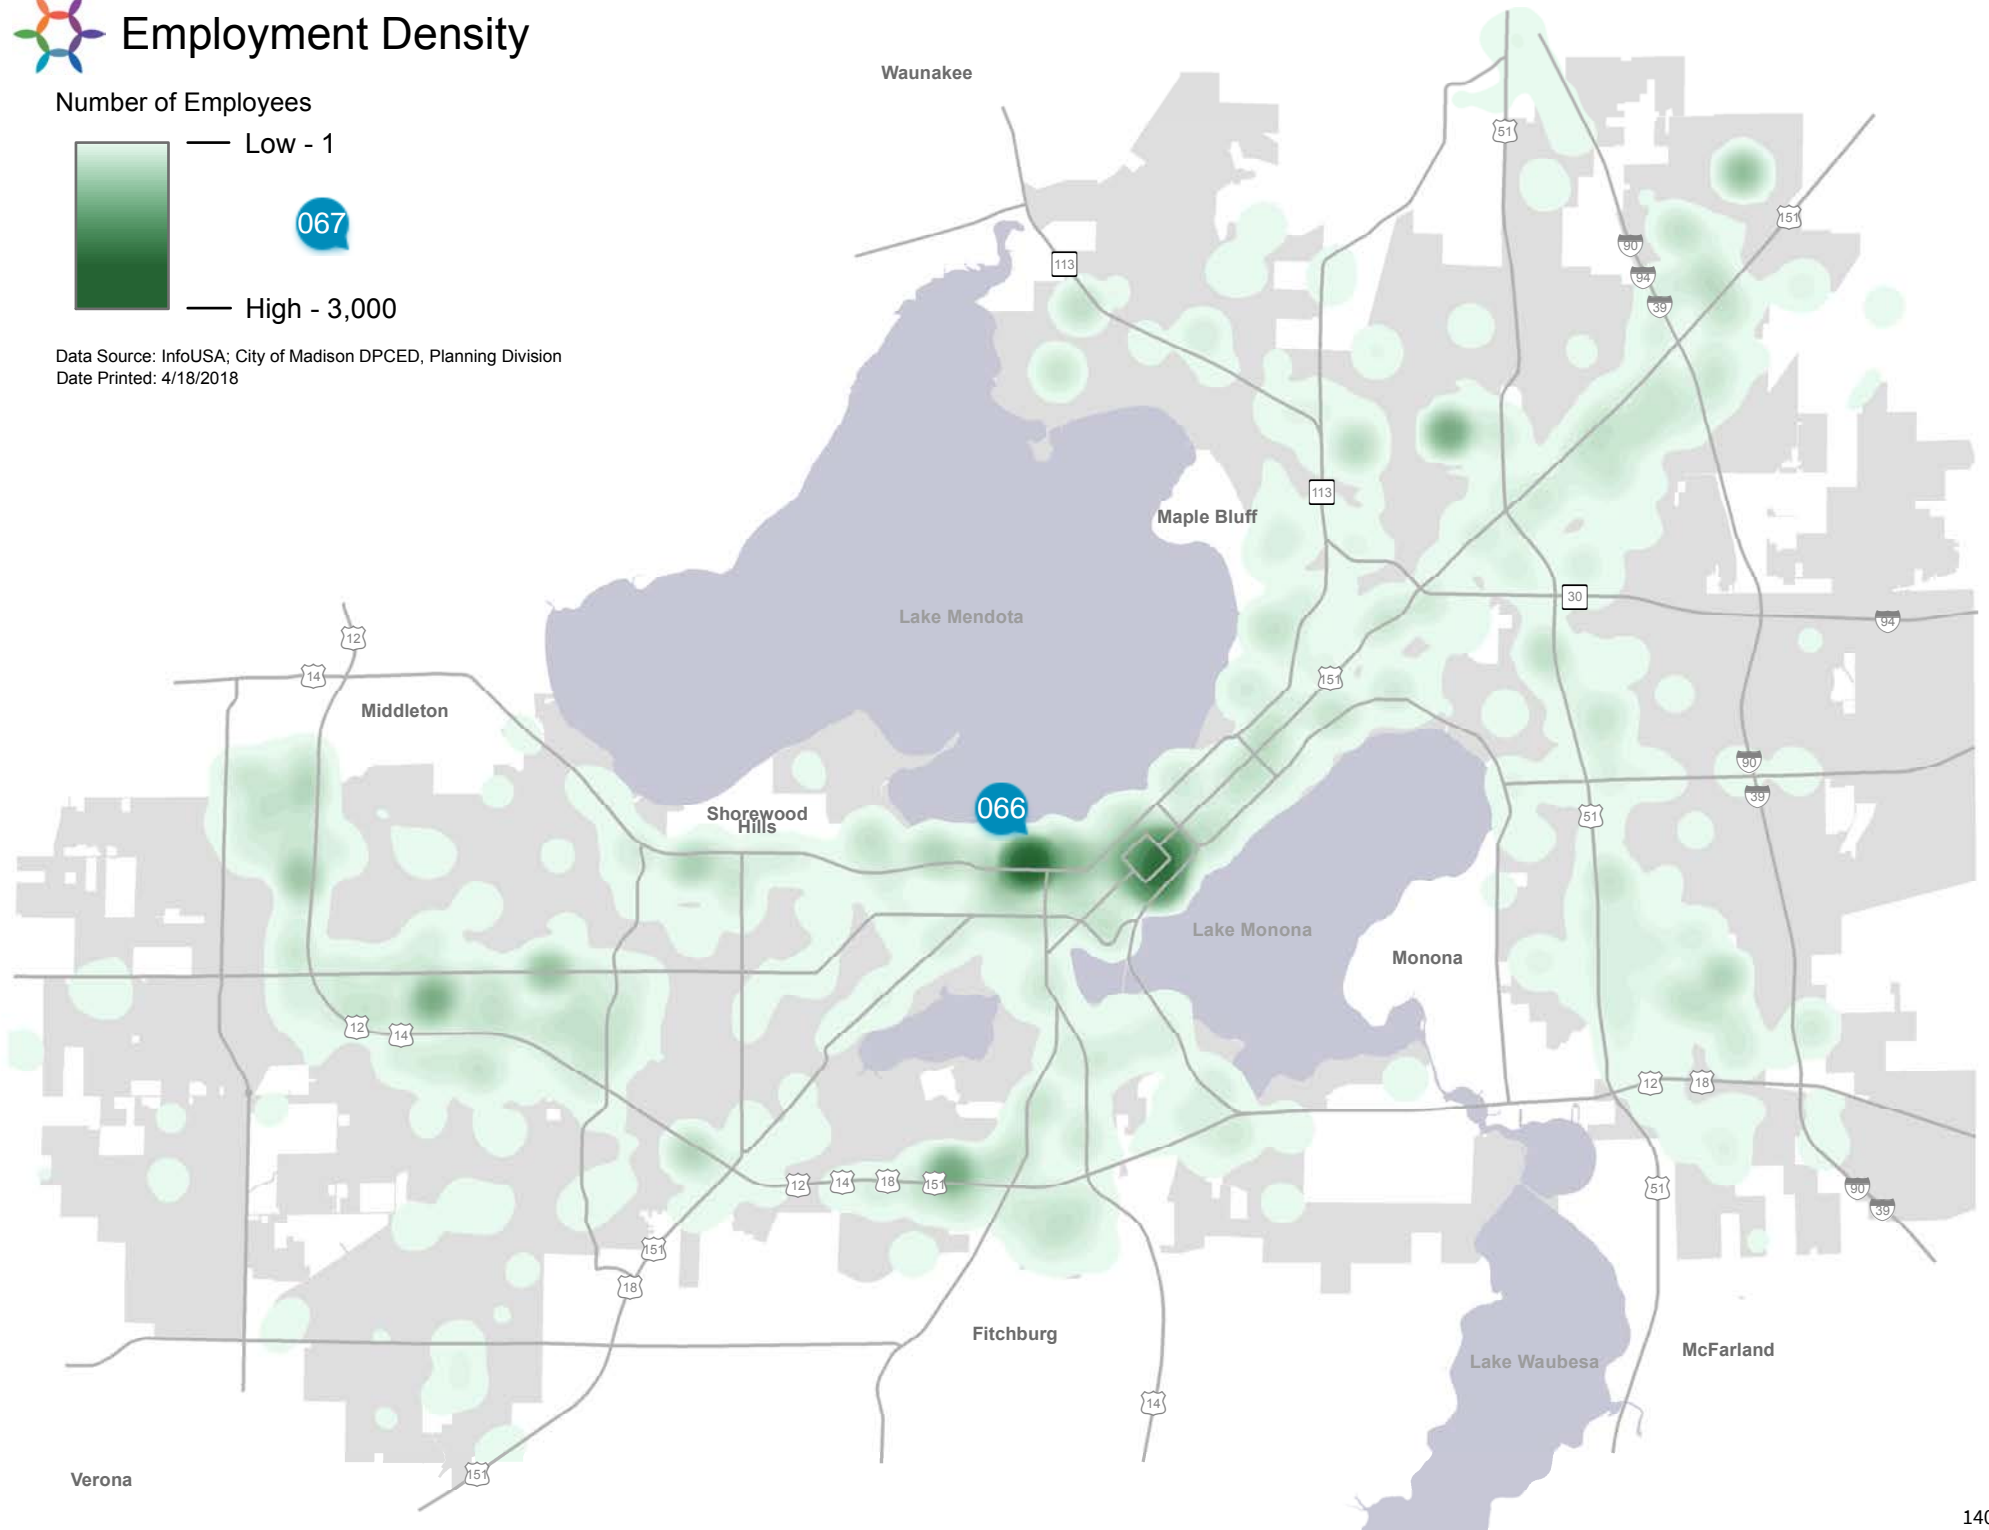 Employment Density
Number of Employees
Low - 1
067
High - 3,000
Data Source: InfoUSA; City of Madison DPCED, Planning Division
Date Printed: 4/18/2018
Waunakee
51
151
90
94
39
113
113
Maple Bluff
30
94
Lake Mendota
12
14
Middleton
151
90
39
51
Shorewood
Hills
066
Lake Monona
Monona
12
14
12
18
12
14
18
151
51
90
39
151
18
Fitchburg
McFarland
Lake Waubesa
14
Verona
151
140